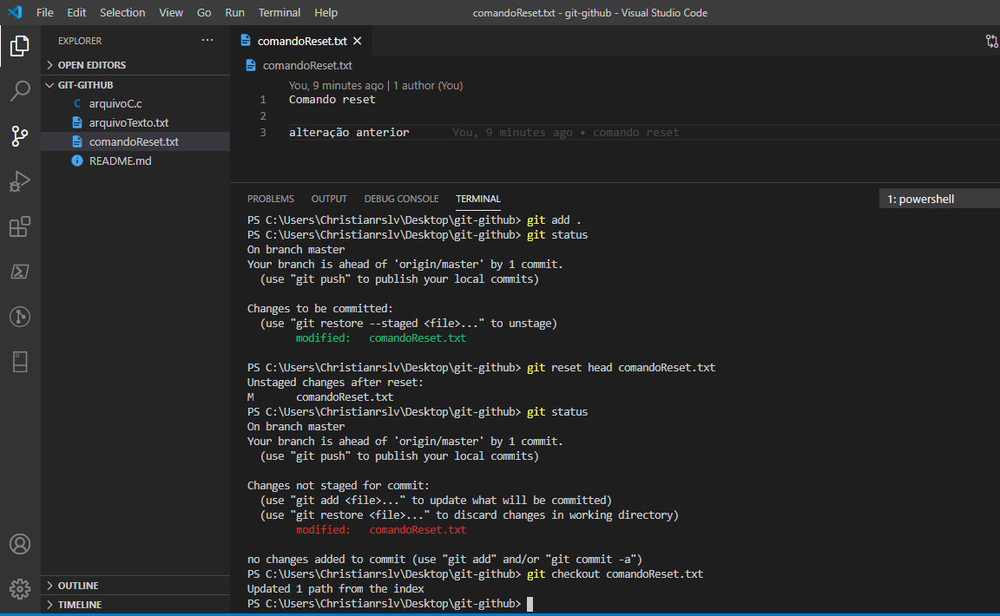 File Edit Selection View Go Run Terminal Help comandoReset.txt - git-github - Visual Studio Code
EXPLORER ...
OPEN EDITORS
GIT-GITHUB
C arquivoC.c
arquivoTexto.txt
comandoReset.txt
README.md
OUTLINE
TIMELINE
comandoReset.txt
comandoReset.txt
You, 9 minutes ago | 1 author (You)
1 Comando reset
2
3 alteração anterior You, 9 minutes ago • comando reset
PROBLEMS OUTPUT DEBUG CONSOLE TERMINAL 1: powershell
PS C:\Users\Christianrslv\Desktop\git-github> git add .
PS C:\Users\Christianrslv\Desktop\git-github> git status
On branch master
Your branch is ahead of 'origin/master' by 1 commit.
(use "git push" to publish your local commits)
Changes to be committed:
(use "git restore --staged <file>..." to unstage)
modified: comandoReset.txt
PS C:\Users\Christianrslv\Desktop\git-github> git reset head comandoReset.txt
Unstaged changes after reset:
M comandoReset.txt
PS C:\Users\Christianrslv\Desktop\git-github> git status
On branch master
Your branch is ahead of 'origin/master' by 1 commit.
(use "git push" to publish your local commits)
Changes not staged for commit:
(use "git add <file>..." to update what will be committed)
(use "git restore <file>..." to discard changes in working directory)
modified: comandoReset.txt
no changes added to commit (use "git add" and/or "git commit -a")
PS C:\Users\Christianrslv\Desktop\git-github> git checkout comandoReset.txt
Updated 1 path from the index
PS C:\Users\Christianrslv\Desktop\git-github>